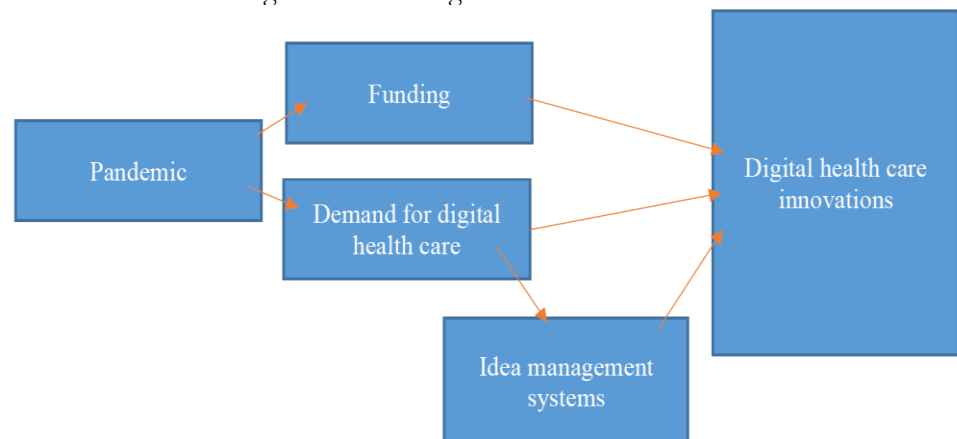 Funding
Pandemic
Demand for digital
health care
Digital health care
innovations
Idea management
systems